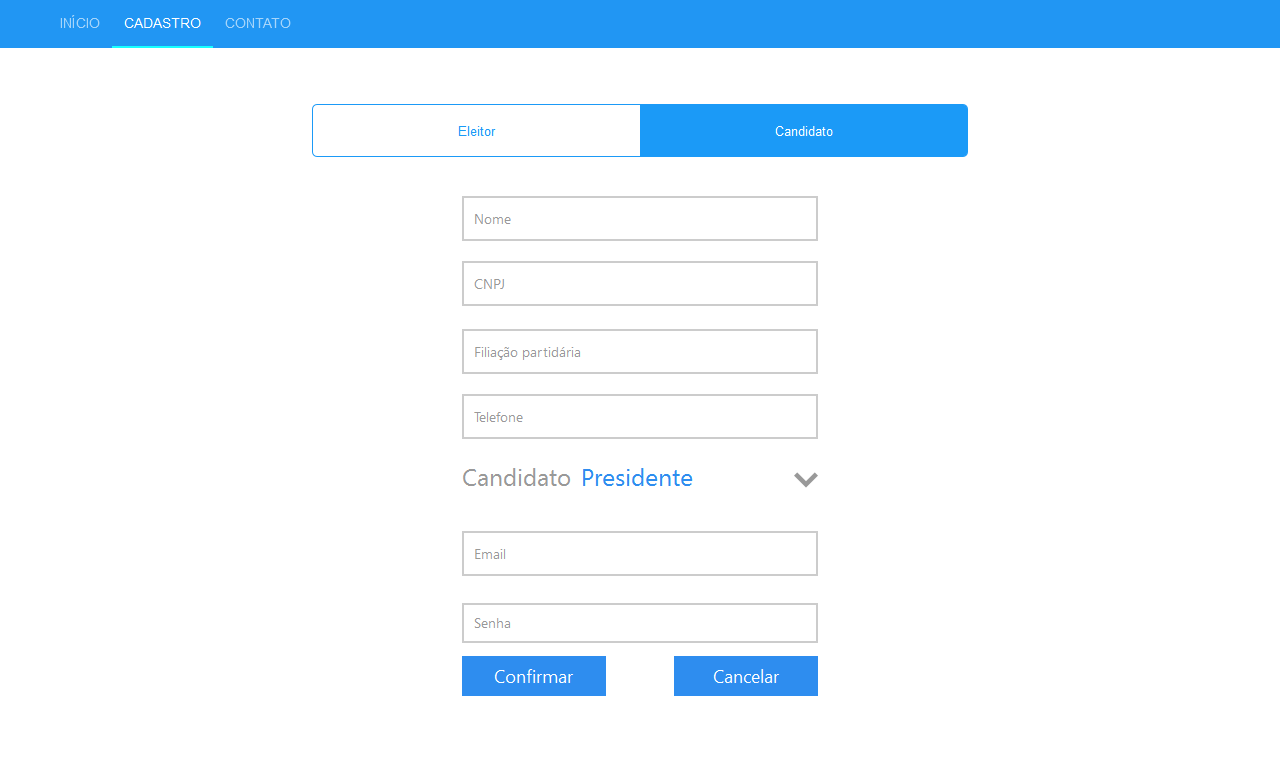 INÍCIO CADASTRO CONTATO
Eleitor Candidato
Nome
CNPJ
Filiação partidária
Telefone
Candidato Presidente
Email
Senha
Confirmar Cancelar